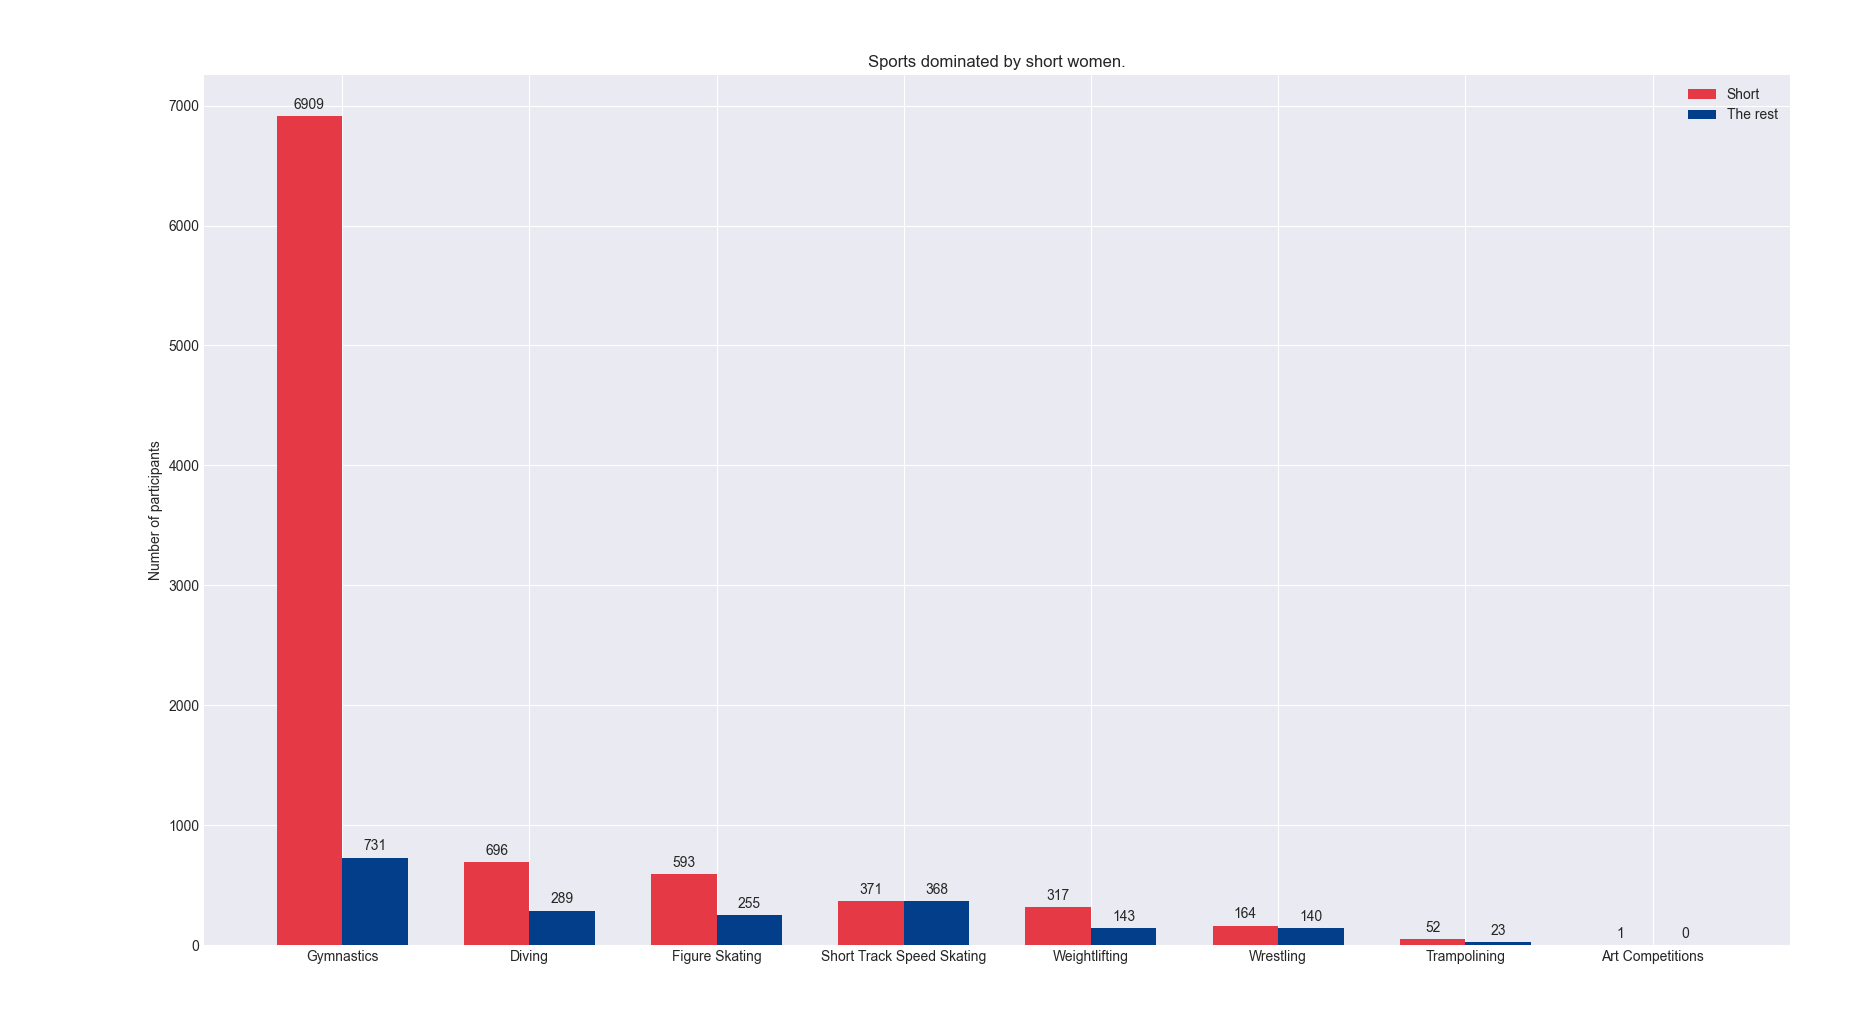 Sports dominated by short women.
Short
The rest
Number of participants
7000
6000
5000
4000
3000
2000
1000
0
6909
731
696
289
593
255
371
368
317
143
164
140
52
23
1
0
Gymnastics
Diving
Figure Skating
Short Track Speed Skating
Weightlifting
Wrestling
Trampolining
Art Competitions